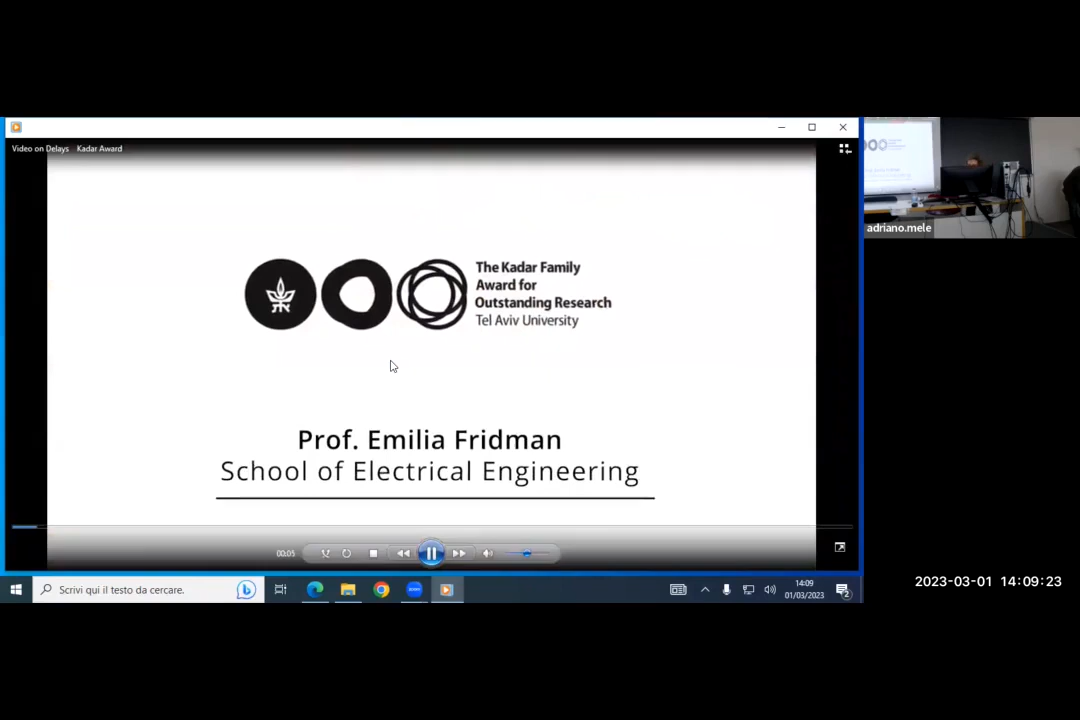 Video on Delays Kadar Award
The Kadar Family
Award for
Outstanding Research
Tel Aviv University
Prof. Emilia Fridman
School of Electrical Engineering
00:05
Scrivi qui il testo da cercare.
14:09
01/03/2023
2
adriano.mele
2023-03-01 14:09:23